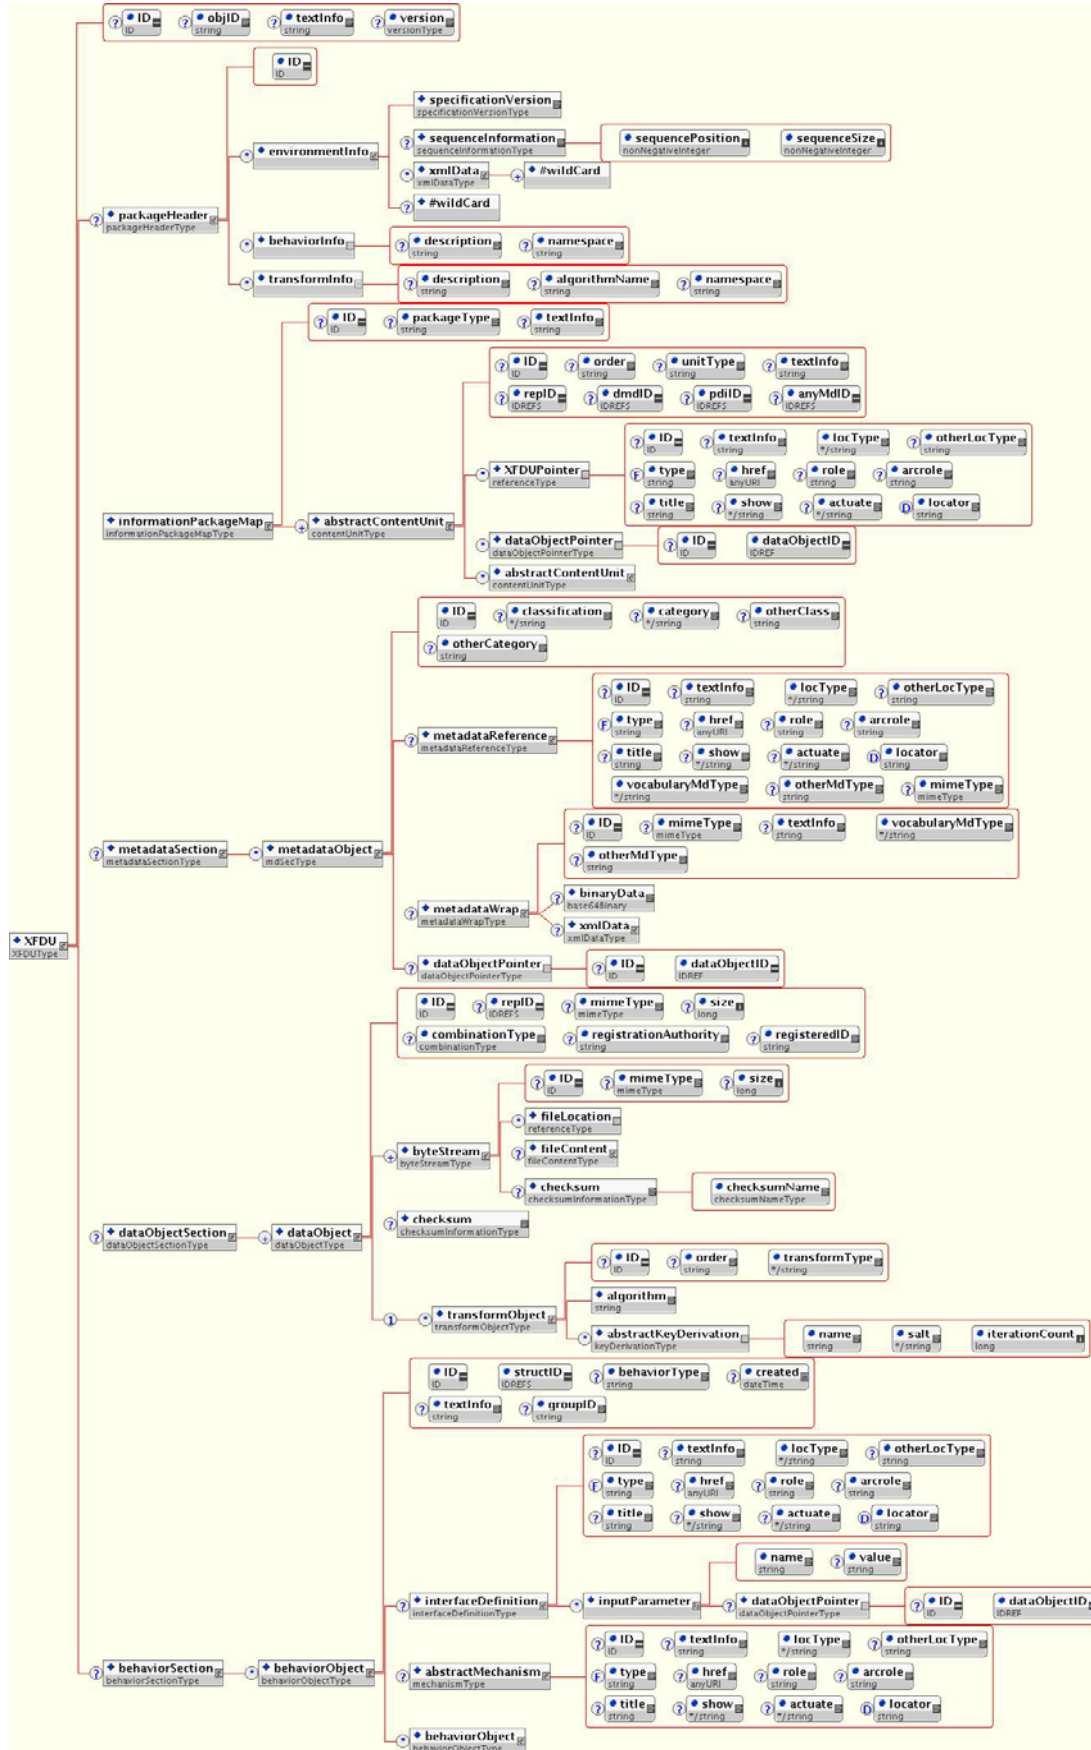 ? ID ? objID ? textInfo ? version
ID string string versionType
ID
ID
specificationVersion
specificationVersionType
? sequenceInformation sequencePosition sequenceSize
sequenceInformationType nonNegativeInteger nonNegativeInteger
* environmentInfo
* xmlData + #wildCard
xmlDataType
? #wildCard
? packageHeader
packageHeaderType
* behaviorInfo ? description ? namespace
string string
* transformInfo ? description ? algorithmName ? namespace
string string string
? ID ? packageType ? textInfo
ID string string
? ID ? order ? unitType ? textInfo
ID string string string
? repID ? dmdID ? pdiID ? anyMdID
IDREFS IDREFS IDREFS IDREFS
? ID ? textInfo locType ? otherLocType
ID string */string string
* XFDUPointer F type ? href ? role ? arcrole
referenceType string anyURI string string
? title ? show ? actuate D locator
string */string */string string
informationPackageMap + abstractContentUnit
informationPackageMapType contentUnitType
* dataObjectPointer ? ID dataObjectID
dataObjectPointerType ID IDREF
* abstractContentUnit
contentUnitType
ID ? classification ? category ? otherClass
ID */string */string string
? otherCategory
string
? ID ? textInfo locType ? otherLocType
ID string */string string
F type ? href ? role ? arcrole
string anyURI string string
? metadataReference
metadataReferenceType
? title ? show ? actuate D locator
string */string */string string
vocabularyMdType ? otherMdType ? mimeType
*/string string mimeType
? ID ? mimeType ? textInfo vocabularyMdType
ID mimeType string */string
? metadataSection * metadataObject ? otherMdType
metadataSectionType mdSecType string
? binaryData
base64Binary
? metadataWrap
metadataWrapType
? xmlData
xmlDataType
XFDU
XFDUType
? dataObjectPointer ? ID dataObjectID
dataObjectPointerType ID IDREF
ID ? repID ? mimeType ? size
ID IDREFS mimeType long
? combinationType ? registrationAuthority ? registeredID
combinationType string string
? ID ? mimeType ? size
ID mimeType long
* fileLocation
referenceType
+ byteStream ? fileContent
byteStreamType fileContentType
? checksum checksumName
checksumInformationType checksumNameType
? checksum
checksumInformationType
? dataObjectSection + dataObject
dataObjectSectionType dataObjectType
? ID ? order transformType
ID string */string
algorithm
string
1 * transformObject
transformObjectType
* abstractKeyDerivation name salt iterationCount
keyDerivationType string */string long
ID structID ? behaviorType ? created
ID IDREFS string dateTime
? textInfo ? groupID
string string
? ID ? textInfo locType ? otherLocType
ID string */string string
F type ? href ? role ? arcrole
string anyURI string string
? title ? show ? actuate D locator
string */string */string string
name ? value
string string
? interfaceDefinition * inputParameter ? dataObjectPointer ? ID dataObjectID
interfaceDefinitionType dataObjectPointerType ID IDREF
? ID ? textInfo locType ? otherLocType
ID string */string string
? behaviorSection * behaviorObject ? abstractMechanism F type ? href ? role ? arcrole
behaviorSectionType behaviorObjectType mechanismType string anyURI string string
? title ? show ? actuate D locator
string */string */string string
* behaviorObject
behaviorObjectType